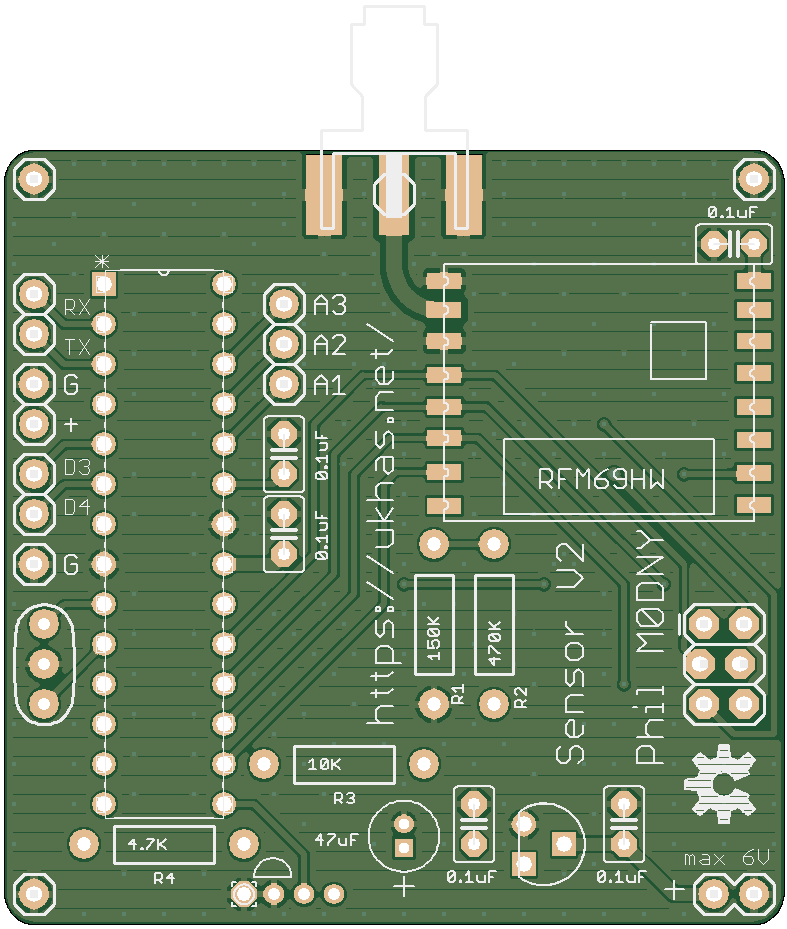 0.1uF
RX
TX
G
+
D3
D4
G
A3
A2
A1
0.1uF
0.1uF
https://ukhas.net/
RFM69HW
150K
R1
470K
R2
Sensor V2
Phil M0DNY
10K
R3
4.7K
R4
47uF
+
0.1uF
0.1uF
max 6V
+